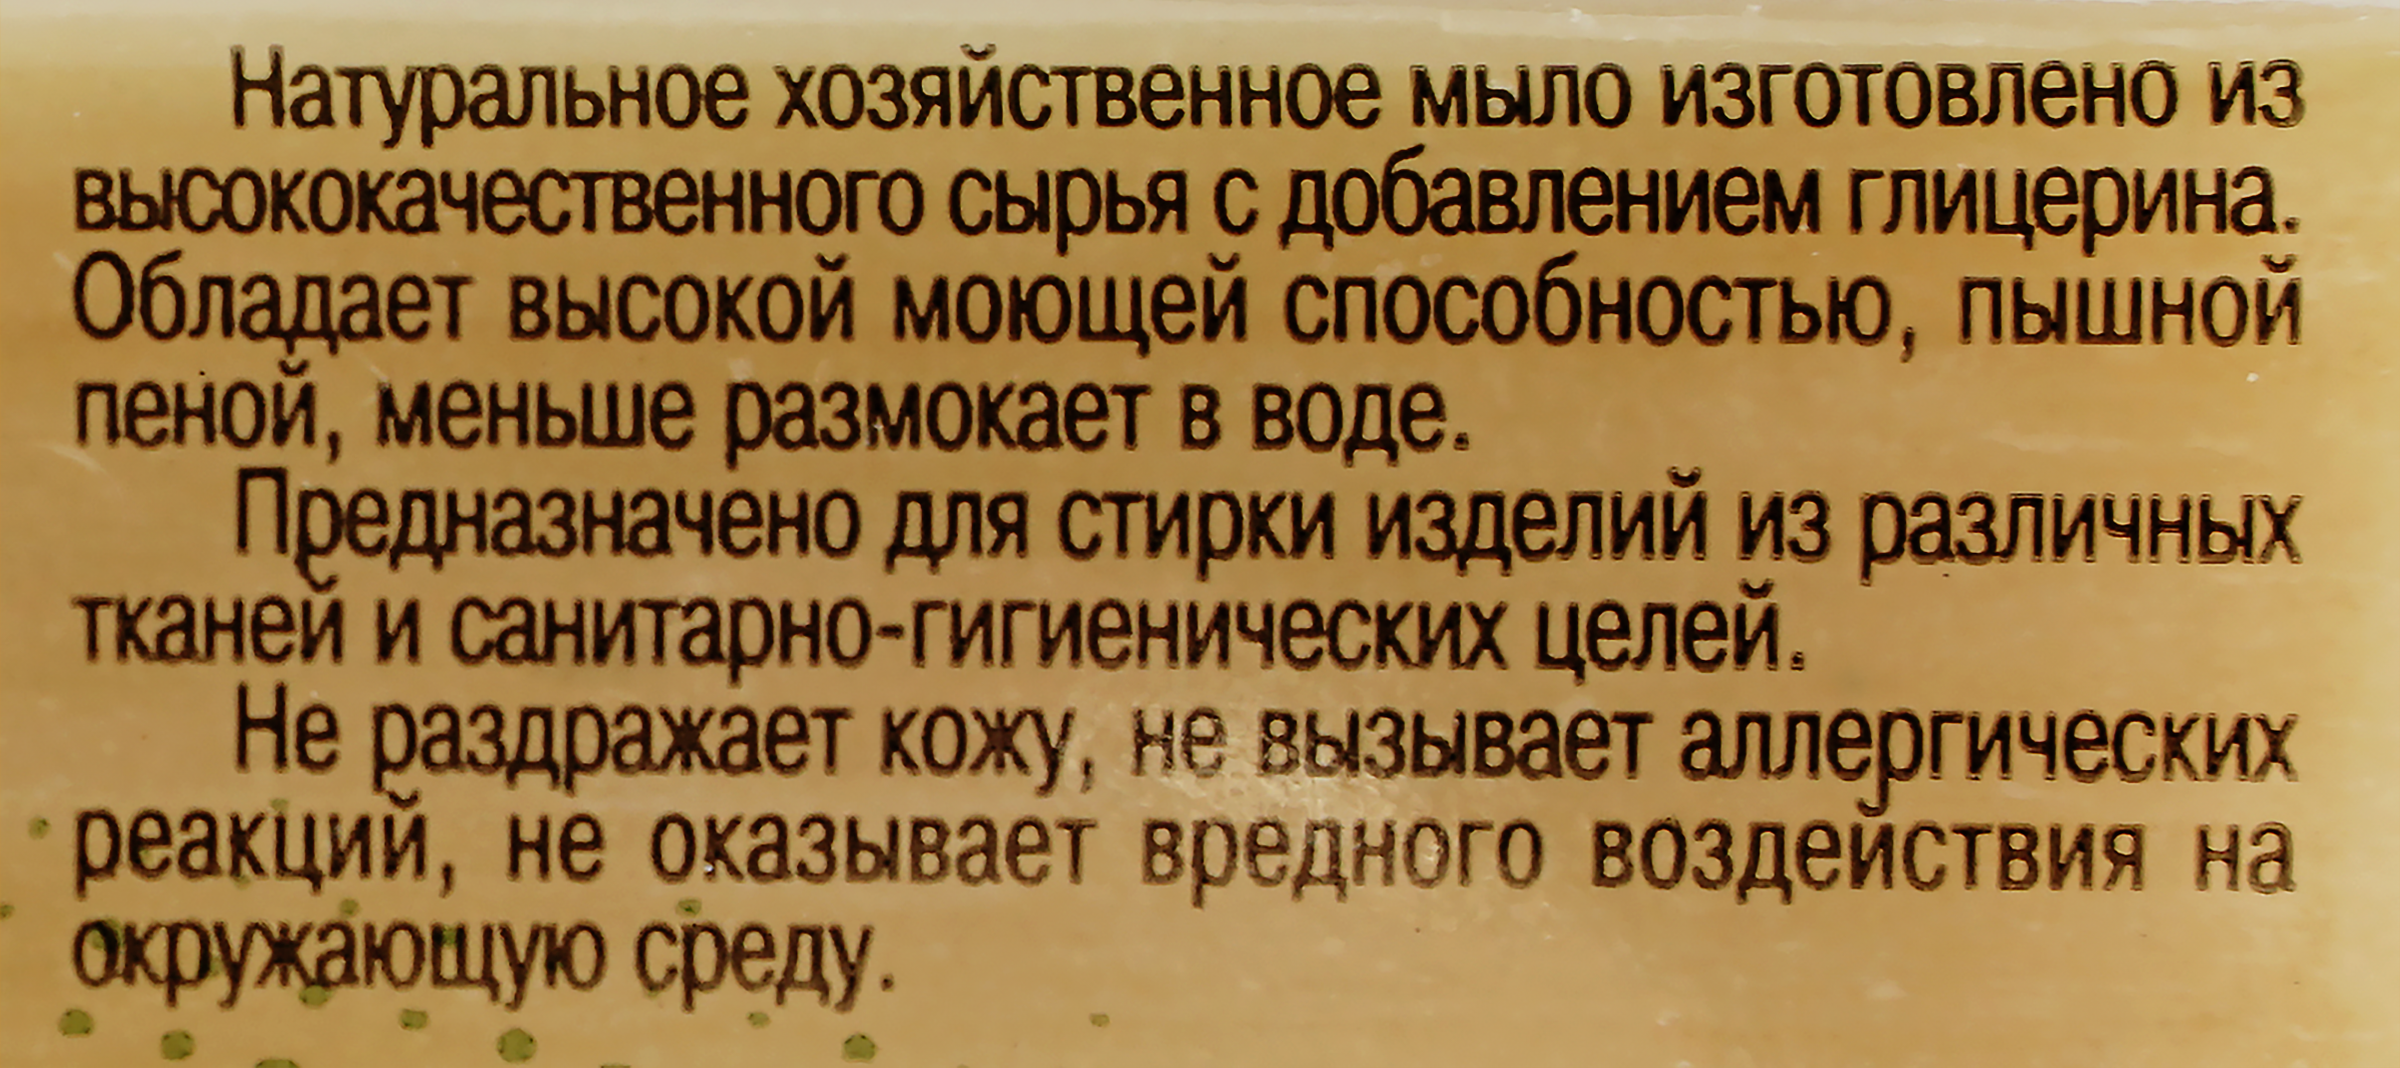 Натуральное хозяйственное мыло изготовлено из
высококачественного сырья с добавлением глицерина.
Обладает высокой моющей способностью, пышной
пеной, меньше размокает в воде.
Предназначено для стирки изделий из различных
тканей и санитарно-гигиенических целей.
Не раздражает кожу, не вызывает аллергических
реакций, не оказывает вредного воздействия на
окружающую среду.